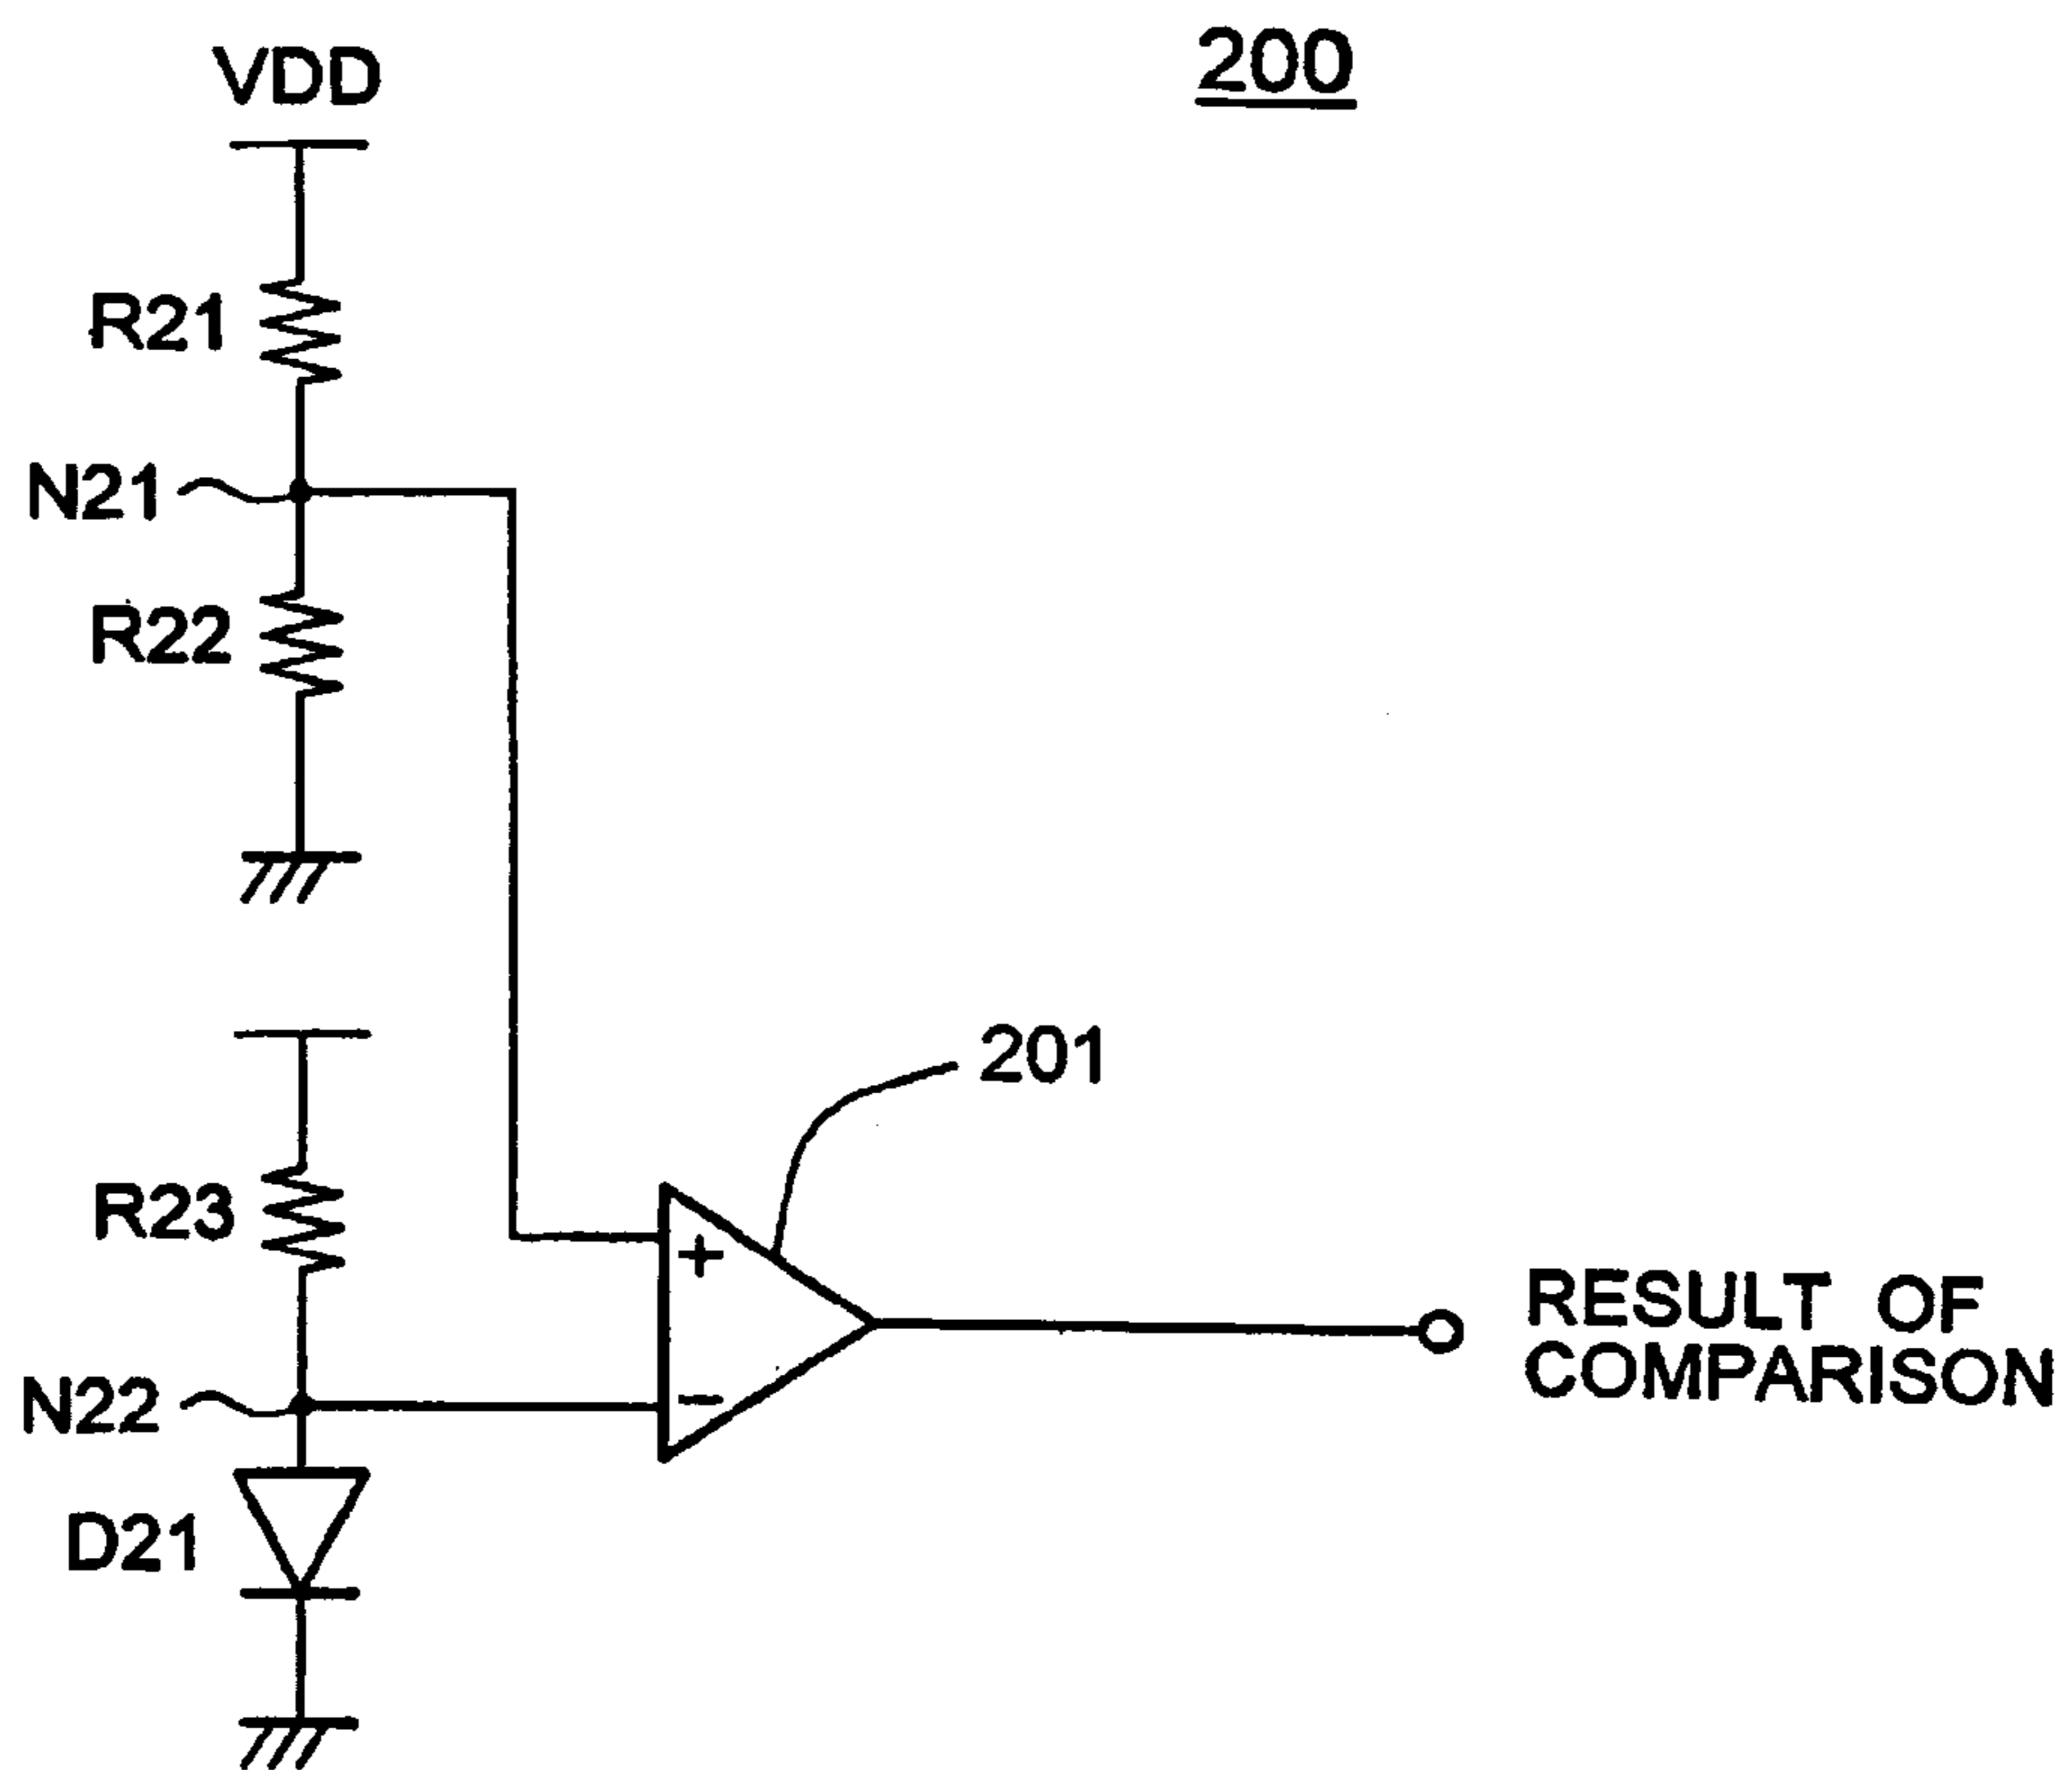 VDD
200
R21
N21
R22
201
R23
+
RESULT OF
COMPARISON
N22
−
D21